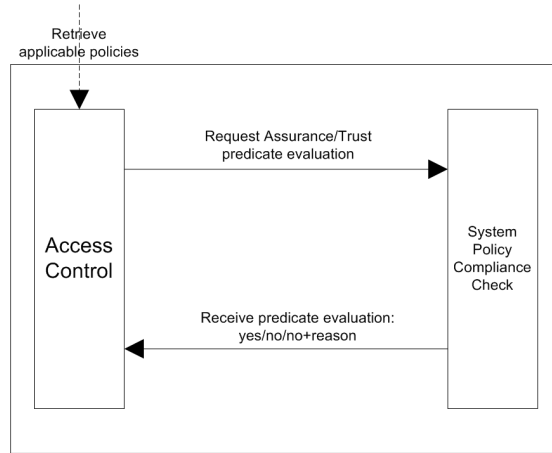 Retrieve
applicable policies
Request Assurance/Trust
predicate evaluation
Access
Control
System
Policy
Compliance
Check
Receive predicate evaluation:
yes/no/no+reason